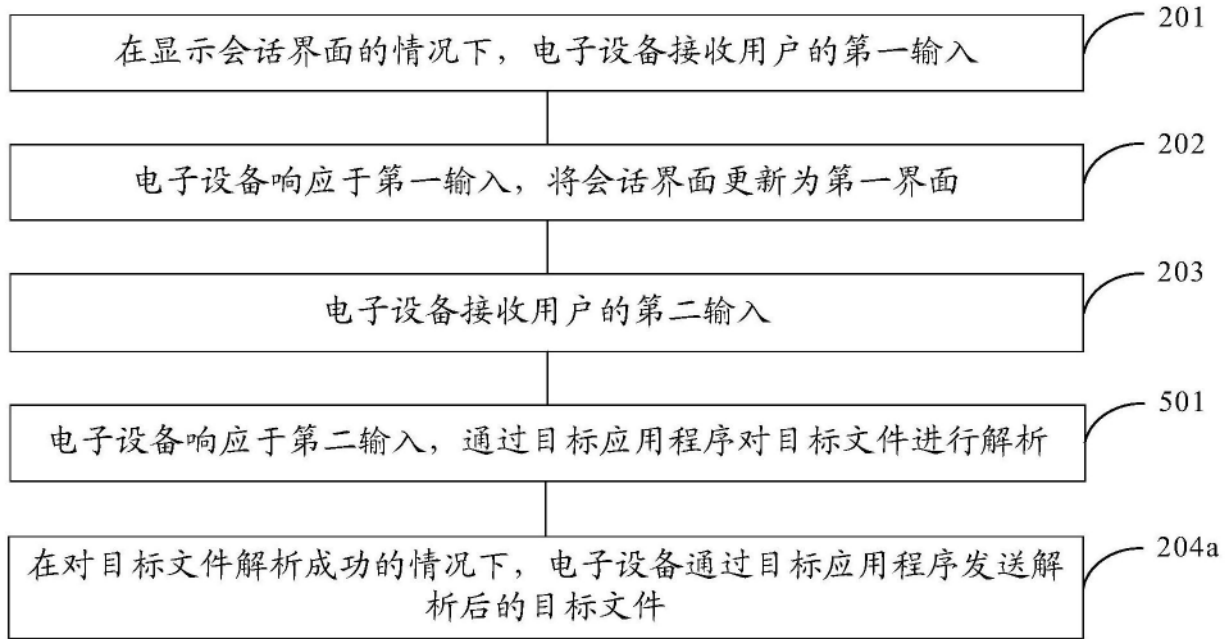 201
在显示会话界面的情况下，电子设备接收用户的第一输入
202
电子设备响应于第一输入，将会话界面更新为第一界面
203
电子设备接收用户的第二输入
501
电子设备响应于第二输入，通过目标应用程序对目标文件进行解析
204a
在对目标文件解析成功的情况下，电子设备通过目标应用程序发送解
析后的目标文件